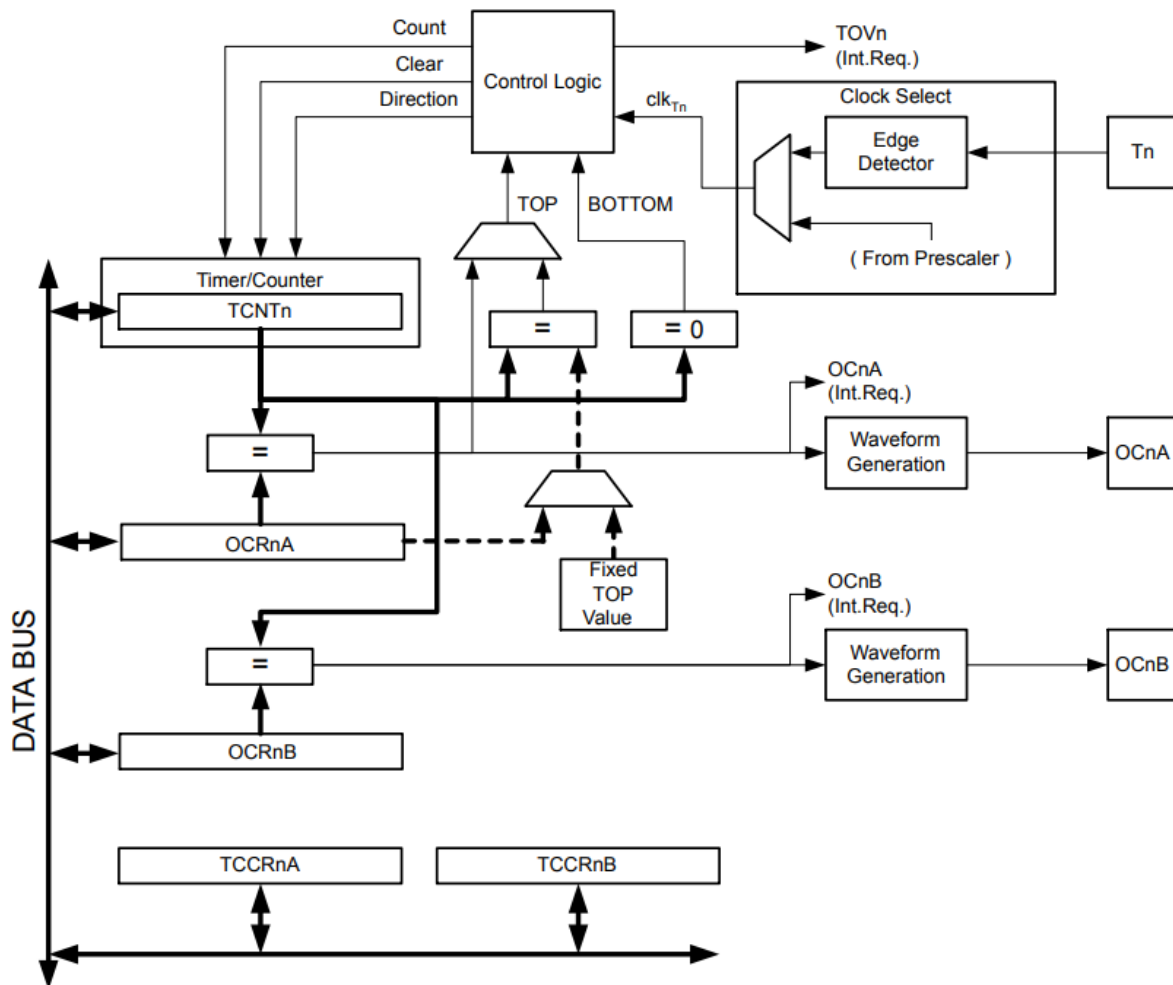 Count
Clear
Direction
Control Logic
TOVn
(Int.Req.)
clkTn
Clock Select
Edge
Detector
Tn
( From Prescaler )
TOP
BOTTOM
Timer/Counter
TCNTn
=
= 0
OCnA
(Int.Req.)
=
Waveform
Generation
OCnA
OCRnA
Fixed
TOP
Value
OCnB
(Int.Req.)
=
Waveform
Generation
OCnB
OCRnB
DATA BUS
TCCRnA
TCCRnB